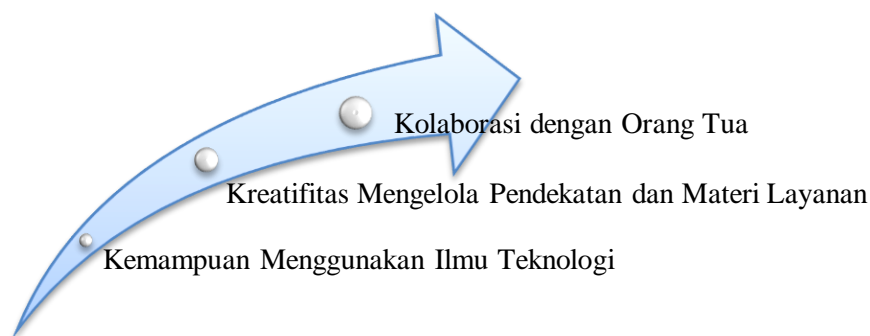 Kolaborasi dengan Orang Tua
Kreatifitas Mengelola Pendekatan dan Materi Layanan
Kemampuan Menggunakan Ilmu Teknologi